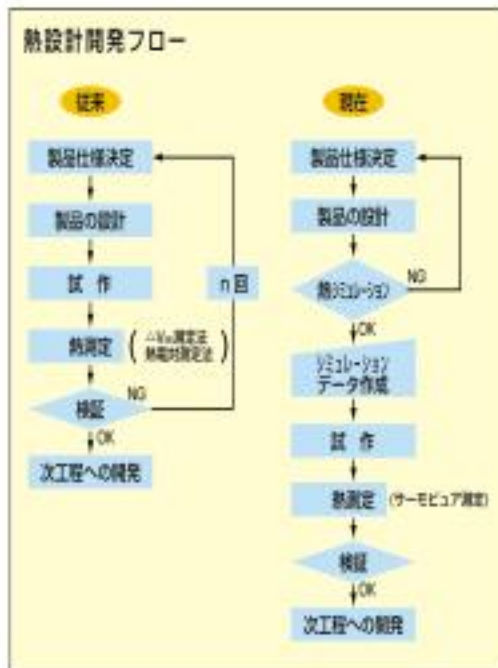 熱設計開発フロー
従来
製品仕様決定
製品の設計
試 作
n回
熱測定
熱電対測定法
検証
NG
OK
次工程への開発
現在
製品仕様決定
製品の設計
熱シミュレーション
NG
OK
シミュレーション
データ作成
試 作
熱測定
(サーモビュア測定)
検証
OK
次工程への開発